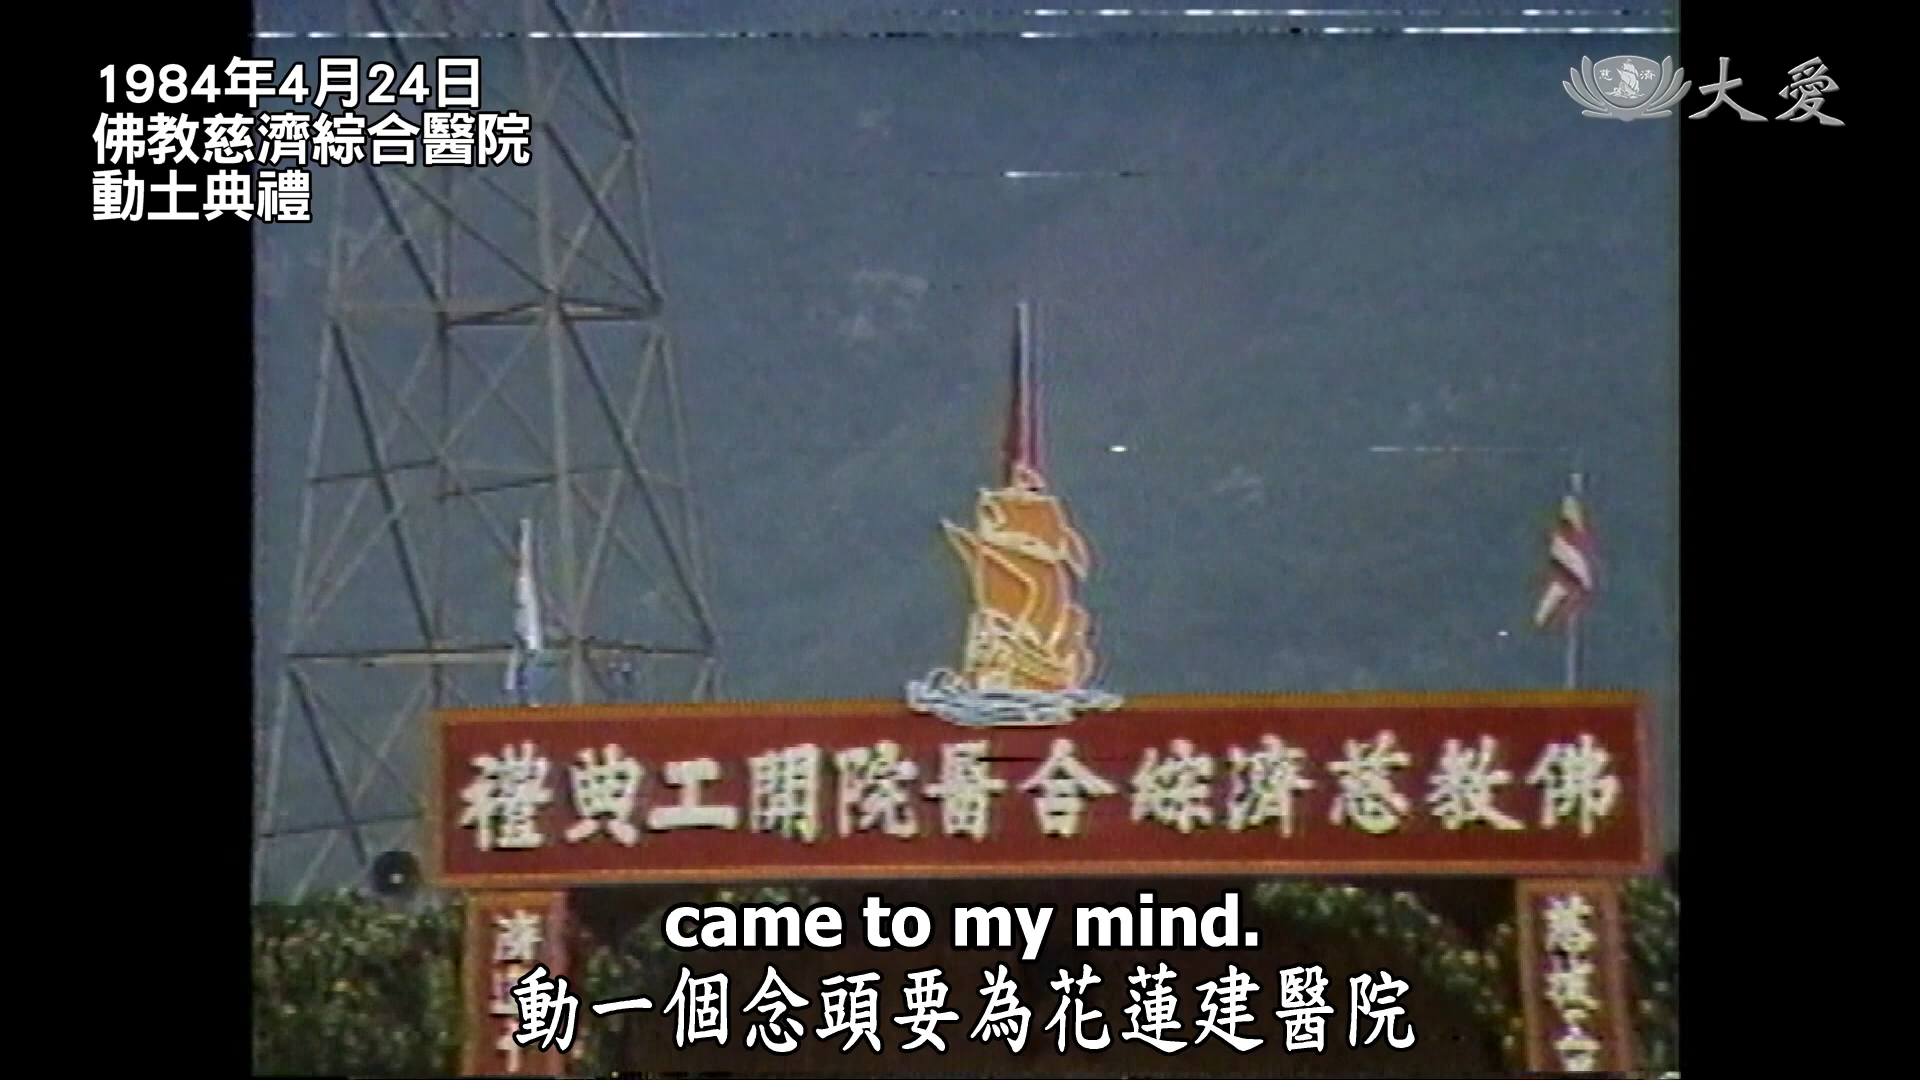 1984年4月24日
佛教慈濟綜合醫院
動土典禮
慈濟
大愛
佛教慈濟綜合醫院開工典禮
came to my mind.
動一個念頭要為花蓮建醫院